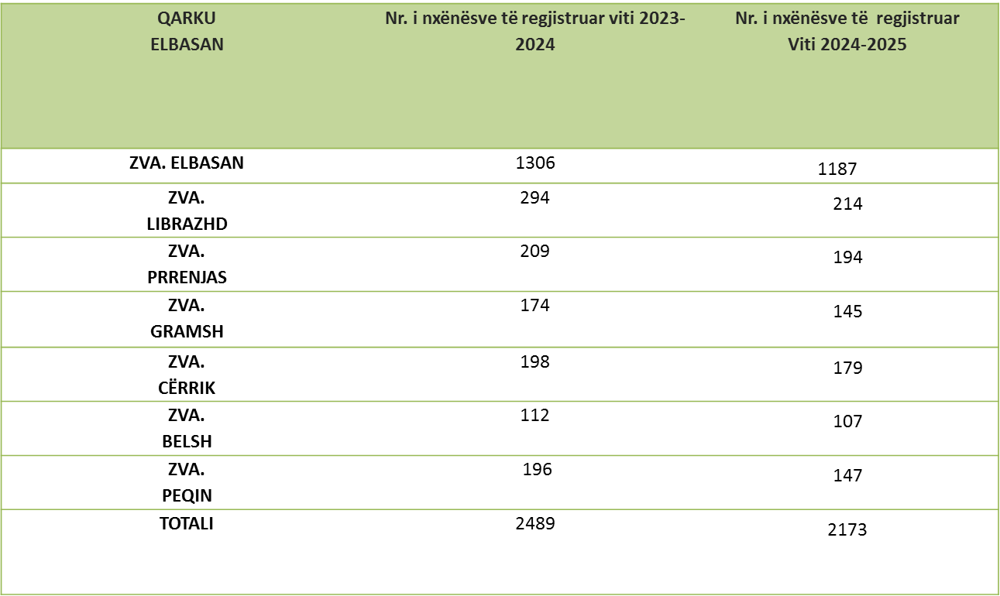 QARKU
ELBASAN
Nr. i nxënësve të regjistruar viti 2023-
2024
Nr. i nxënësve të regjistruar
Viti 2024-2025
ZVA. ELBASAN
1306
1187
ZVA.
LIBRAZHD
294
214
ZVA.
PRRENJAS
209
194
ZVA.
GRAMSH
174
145
ZVA.
CËRRIK
198
179
ZVA.
BELSH
112
107
ZVA.
PEQIN
196
147
TOTALI
2489
2173